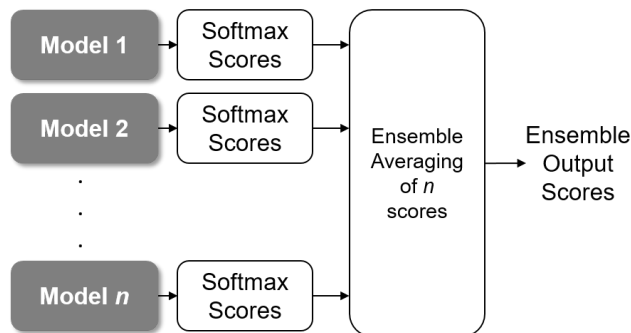 Model 1
Softmax
Scores
Model 2
Softmax
Scores
.
.
.
Model n
Softmax
Scores
Ensemble
Averaging
of n
scores
Ensemble
Output
Scores